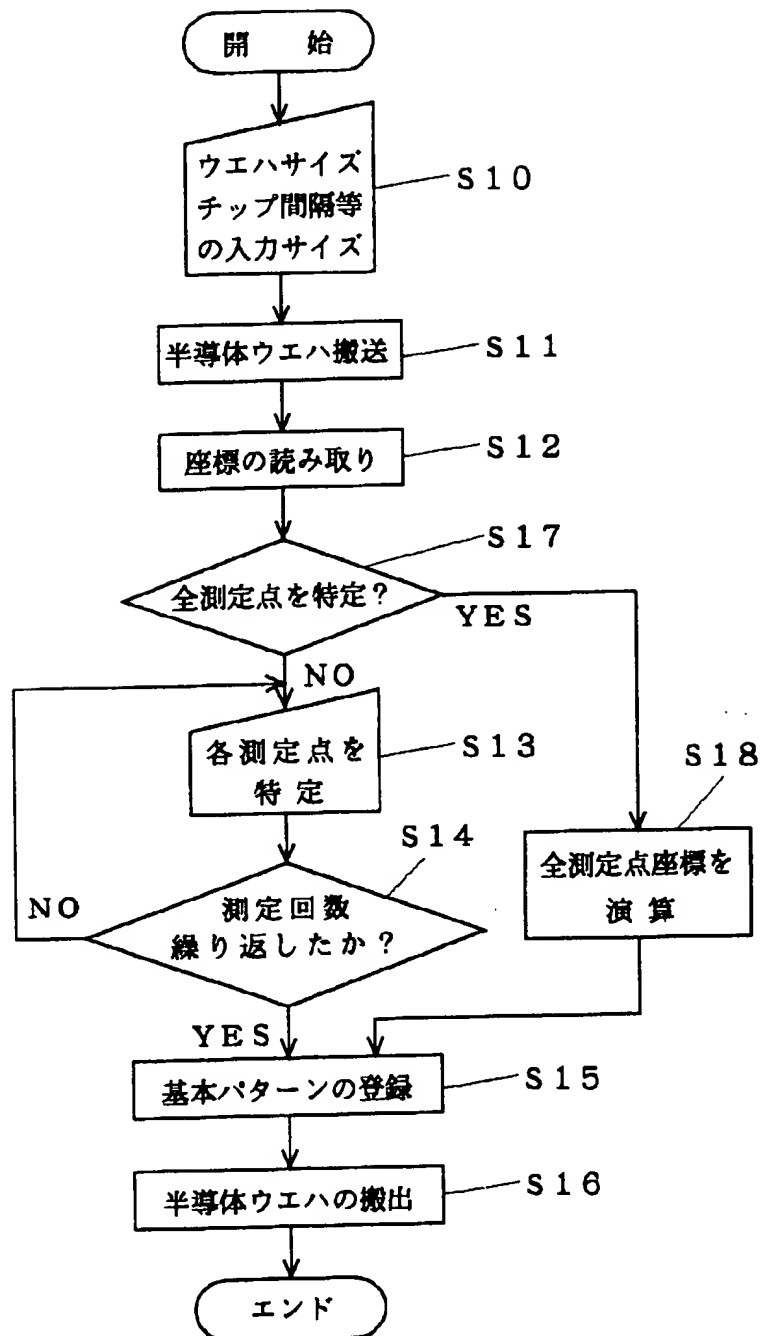 開 始
ウエハサイズ
チップ間隔等
の入力サイズ
S10
半導体ウエハ搬送
S11
座標の読み取り
S12
S17
全測定点を特定?
YES
NO
各測定点を
特定
S13
S18
全測定点座標を
演算
S14
測定回数
繰り返したか?
NO
YES
基本パターンの登録
S15
半導体ウエハの搬出
S16
エンド